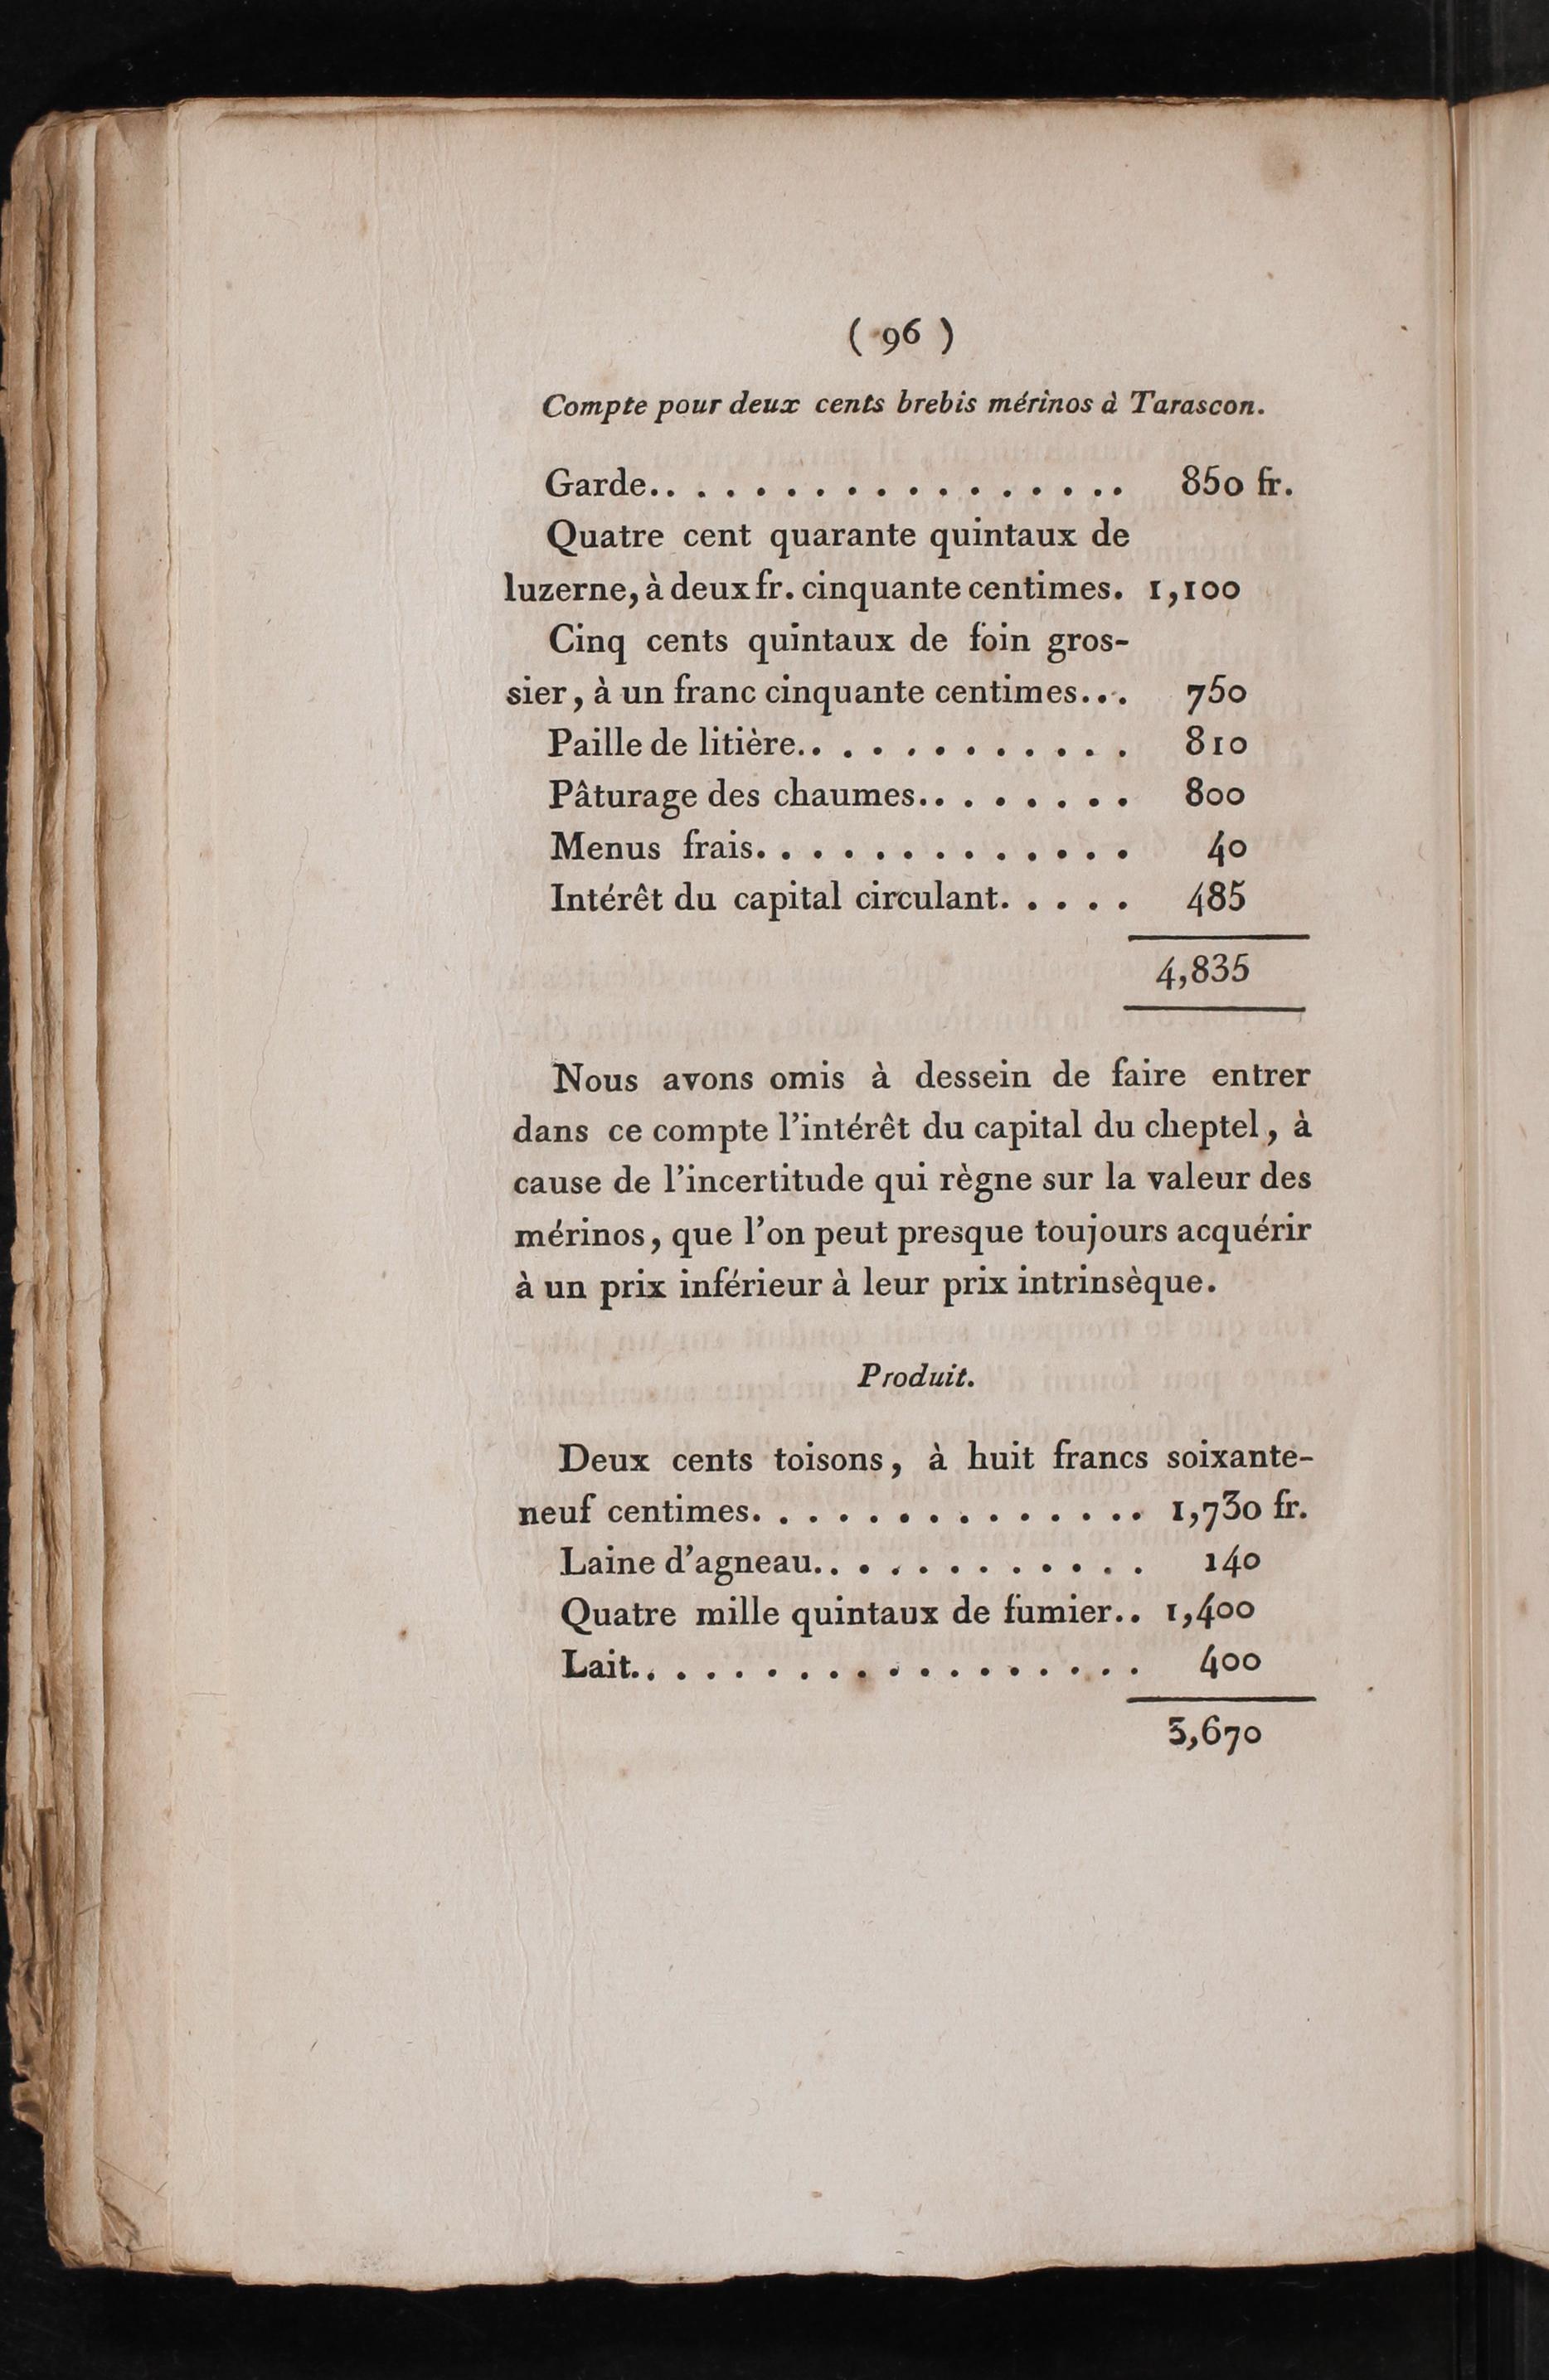 ( 96 )
Compte pour deux cents brebis mérinos à Tarascon.
Garde.. . . . . . . . . . . . . . . . 850 fr.
Quatre cent quarante quintaux de
luzerne, à deux fr. cinquante centimes. 1,100
Cinq cents quintaux de foin gros-
sier, à un franc cinquante centimes... 750
Paille de litière.. . . . . . . . . . . 810
Pâturage des chaumes.. . . . . . . 800
Menus frais. . . . . . . . . . . . . 40
Intérêt du capital circulant. . . . . 485
4,835
Nous avons omis à dessein de faire entrer
dans ce compte l'intérêt du capital du cheptel, à
cause de l'incertitude qui règne sur la valeur des
mérinos, que l'on peut presque toujours acquérir
à un prix inférieur à leur prix intrinsèque.
Produit.
Deux cents toisons, à huit francs soixante-
neuf centimes. . . . . . . . . . . . . . 1,730 fr.
Laine d'agneau.. . . . . . . . . . . 140
Quatre mille quintaux de fumier.. 1,400
Lait.. . . . . . . . . . . . . . . . . 400
3,670